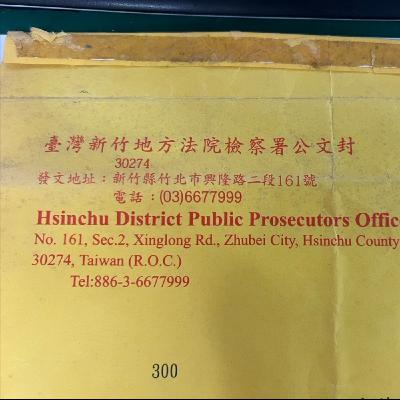 臺灣新竹地方法院檢察署公文封
30274
發文地址：新竹縣竹北市興隆路二段161號
電話：(03)6677999
Hsinchu District Public Prosecutors Office
No. 161, Sec.2, Xinglong Rd., Zhubei City, Hsinchu County
30274, Taiwan (R.O.C.)
Tel:886-3-6677999
300